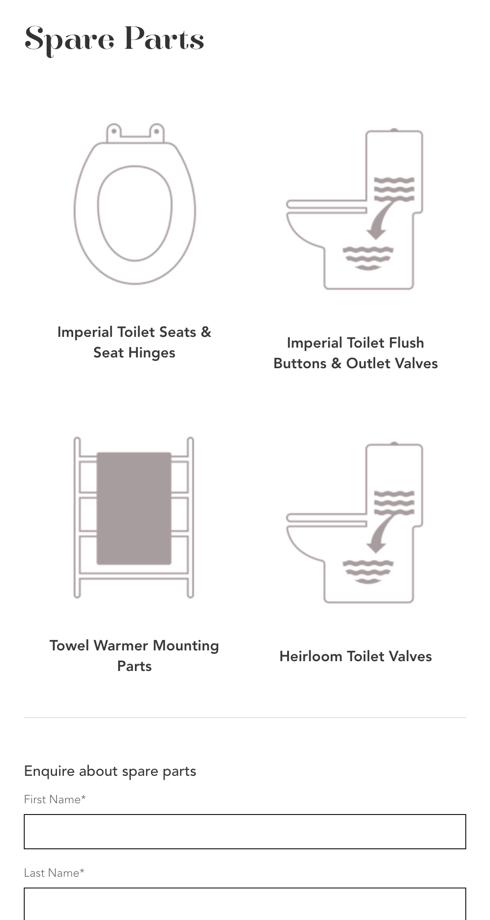 Spare Parts
Imperial Toilet Seats &
Seat Hinges
Imperial Toilet Flush
Buttons & Outlet Valves
Towel Warmer Mounting
Parts
Heirloom Toilet Valves
Enquire about spare parts
First Name*
Last Name*